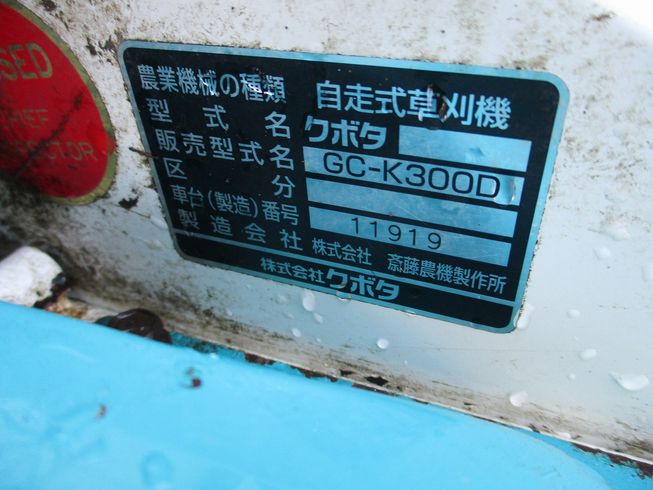 SED
農業機械の種類 自走式草刈機
型式名 クボタ
販売型式名 GC-K300D
区分
車台(製造)番号 11919
製造会社 株式会社 斎藤農機製作所
株式会社クボタ